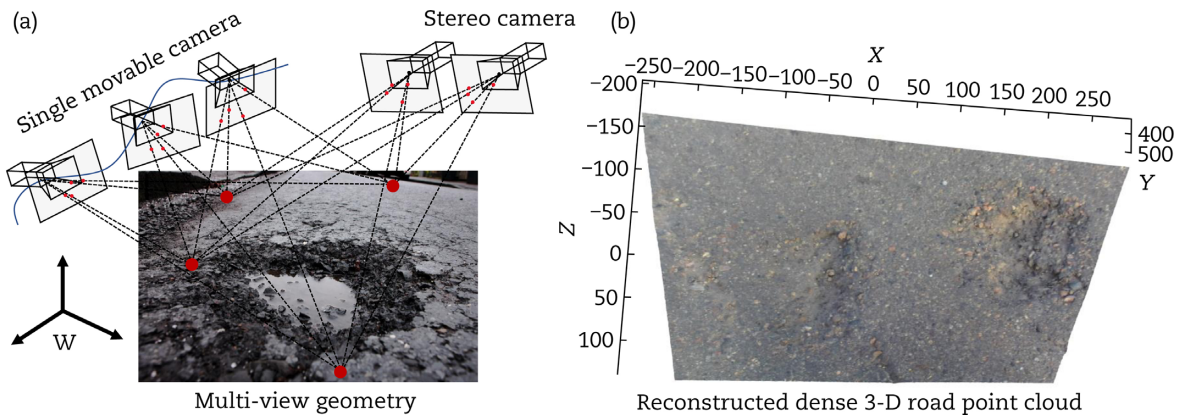 (a)
Single movable camera
Stereo camera
W
Multi-view geometry
(b)
X
−250 −200 −150 −100 −50 0 50 100 150 200 250
−200
−150
−100
−50
0
50
100
Z
400
500
Y
Reconstructed dense 3-D road point cloud